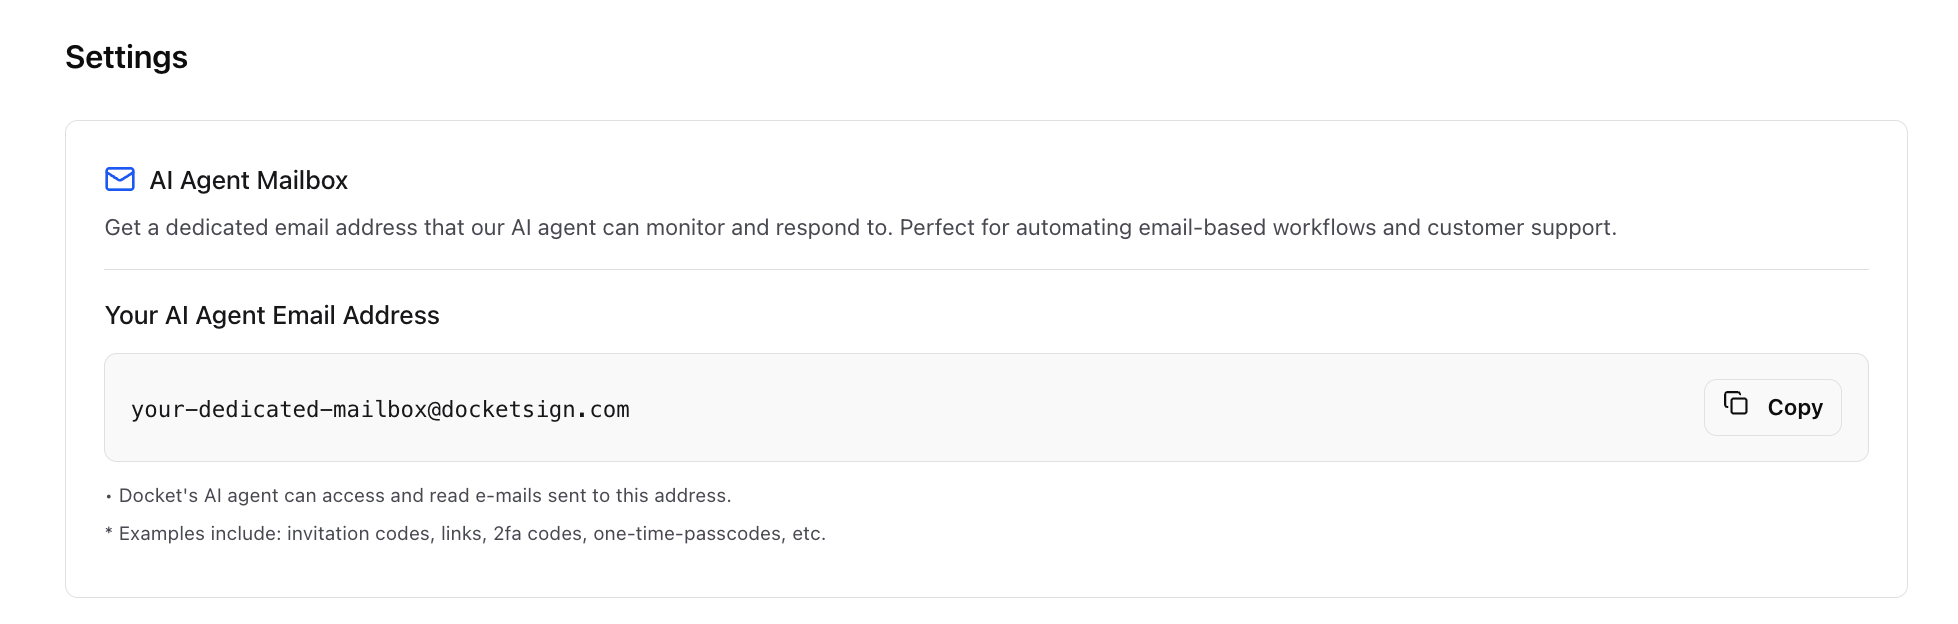 Settings
AI Agent Mailbox
Get a dedicated email address that our AI agent can monitor and respond to. Perfect for automating email-based workflows and customer support.
Your AI Agent Email Address
your-dedicated-mailbox@docketsign.com
Copy
• Docket's AI agent can access and read e-mails sent to this address.
* Examples include: invitation codes, links, 2fa codes, one-time-passcodes, etc.